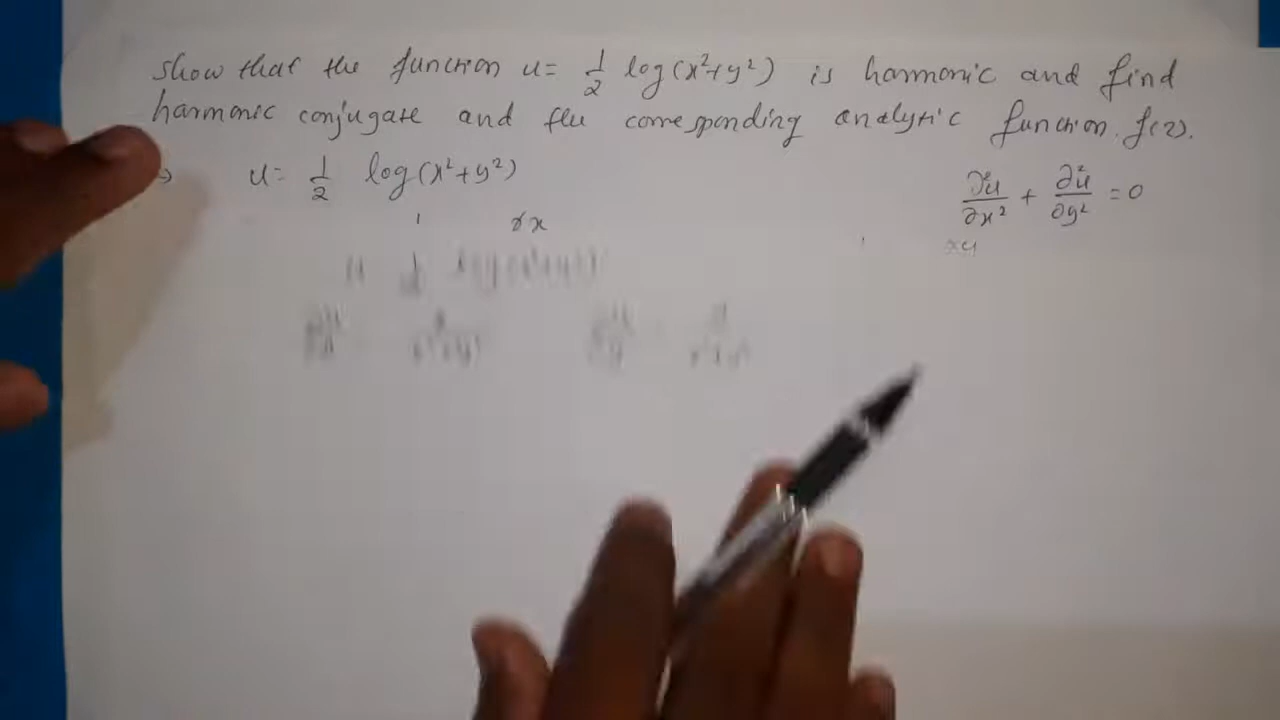 show that the function u = 1/2 log(x²+y²) is harmonic and find
harmonic conjugate and the corresponding analytic function f(z).
u = 1/2 log(x²+y²)
∂²u/∂x² + ∂²u/∂y² = 0